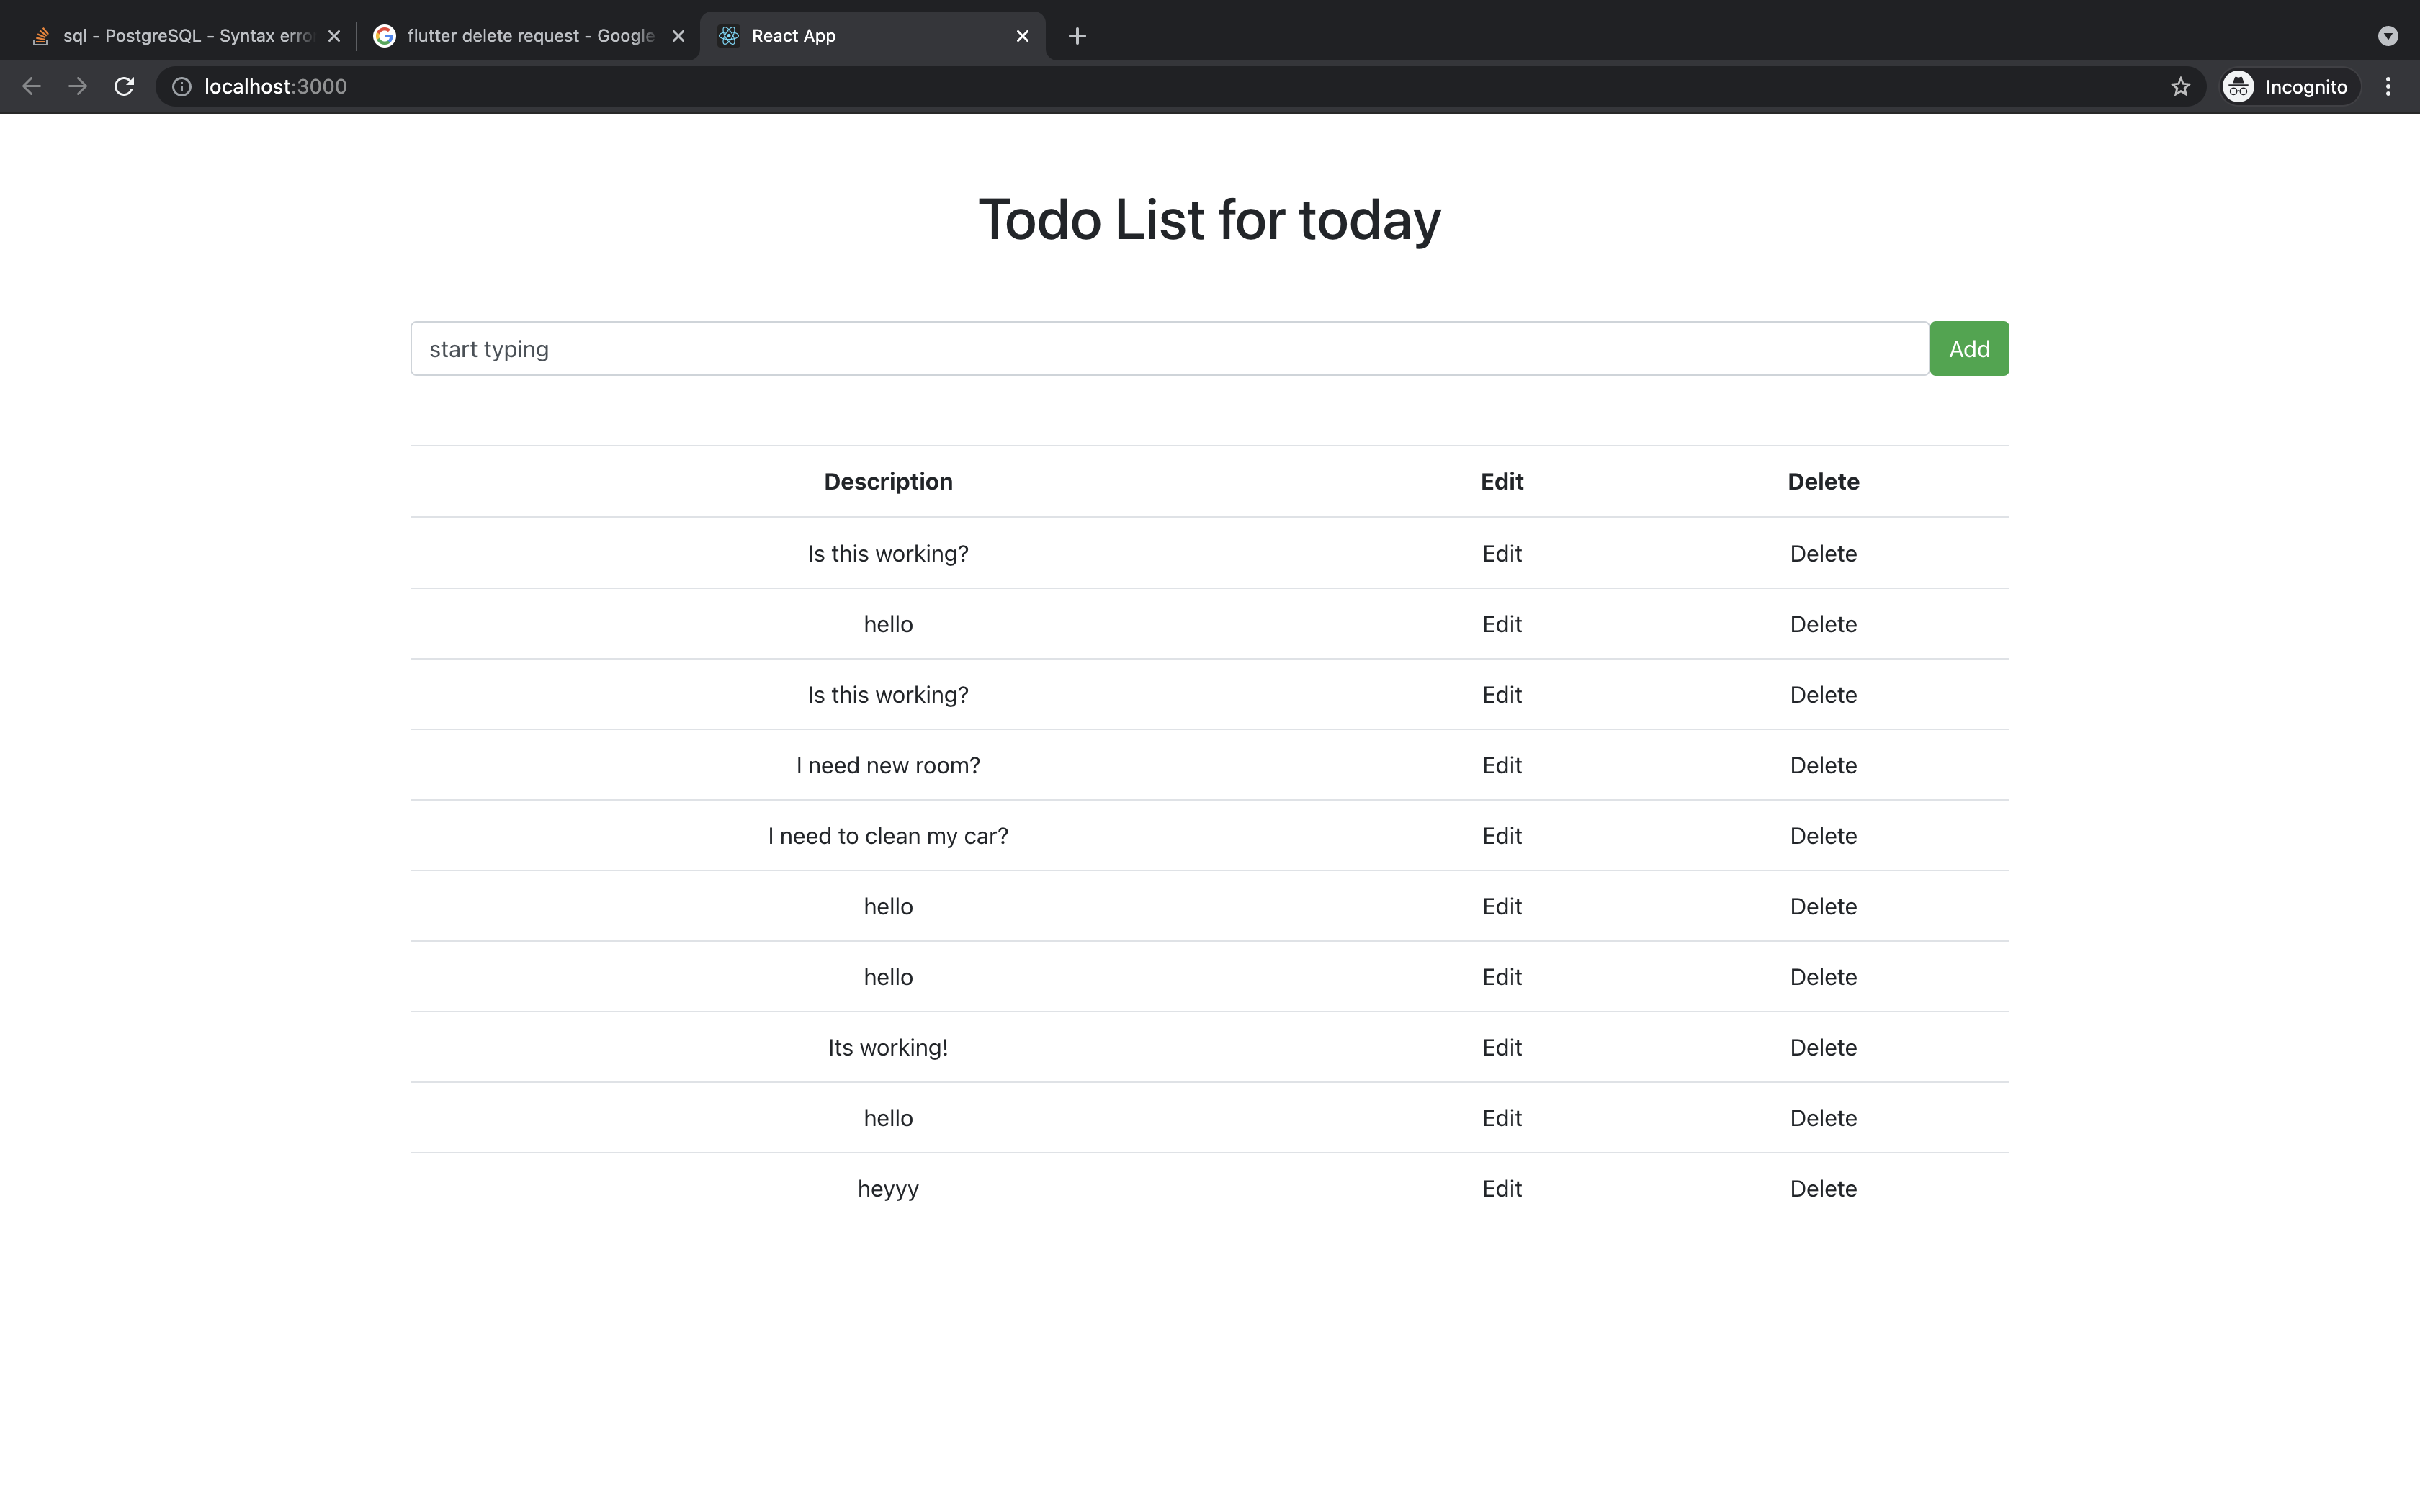 sql - PostgreSQL - Syntax erro
flutter delete request - Google
React App
localhost:3000
Incognito
Todo List for today
start typing
Add
Description Edit Delete
Is this working? Edit Delete
hello Edit Delete
Is this working? Edit Delete
I need new room? Edit Delete
I need to clean my car? Edit Delete
hello Edit Delete
hello Edit Delete
Its working! Edit Delete
hello Edit Delete
heyyy Edit Delete